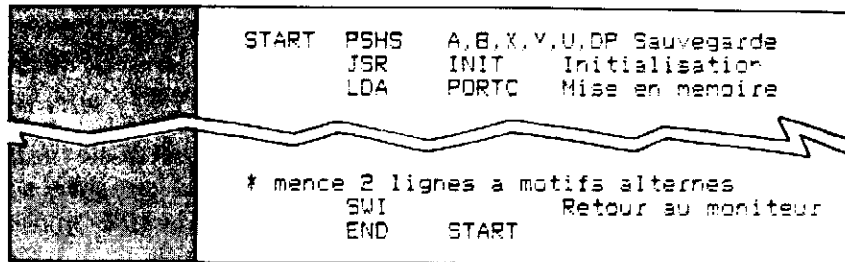 START PSHS A,B,X,Y,U,DP Sauvegarde
JSR INIT Initialisation
LDA PORTC Mise en memoire
* mence 2 lignes a motifs alternes
SWI Retour au moniteur
END START